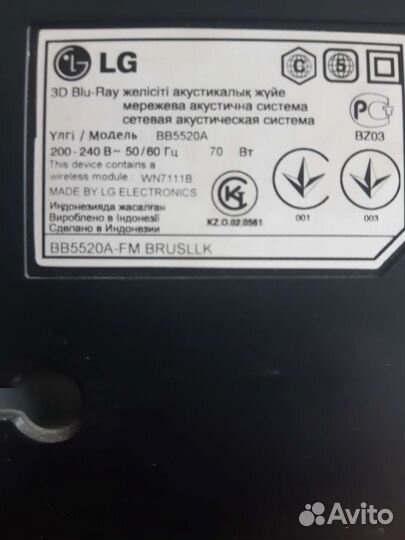 LG
3D Blu-Ray желісіті акустикалық жүйе
мережева акустична система
сетевая акустическая система
Үлгі / Модель BB5520A
BZ03
200-240 В~ 50/60 Гц 70 Вт
This device contains a
wireless module : WN7111B
MADE BY LG ELECTRONICS
Индонезияда жасалған
Вироблено в Індонезії
Сделано в Индонезии
KZ.O.02.0561
001
003
BB5520A-FM BRUSLLK
Avito